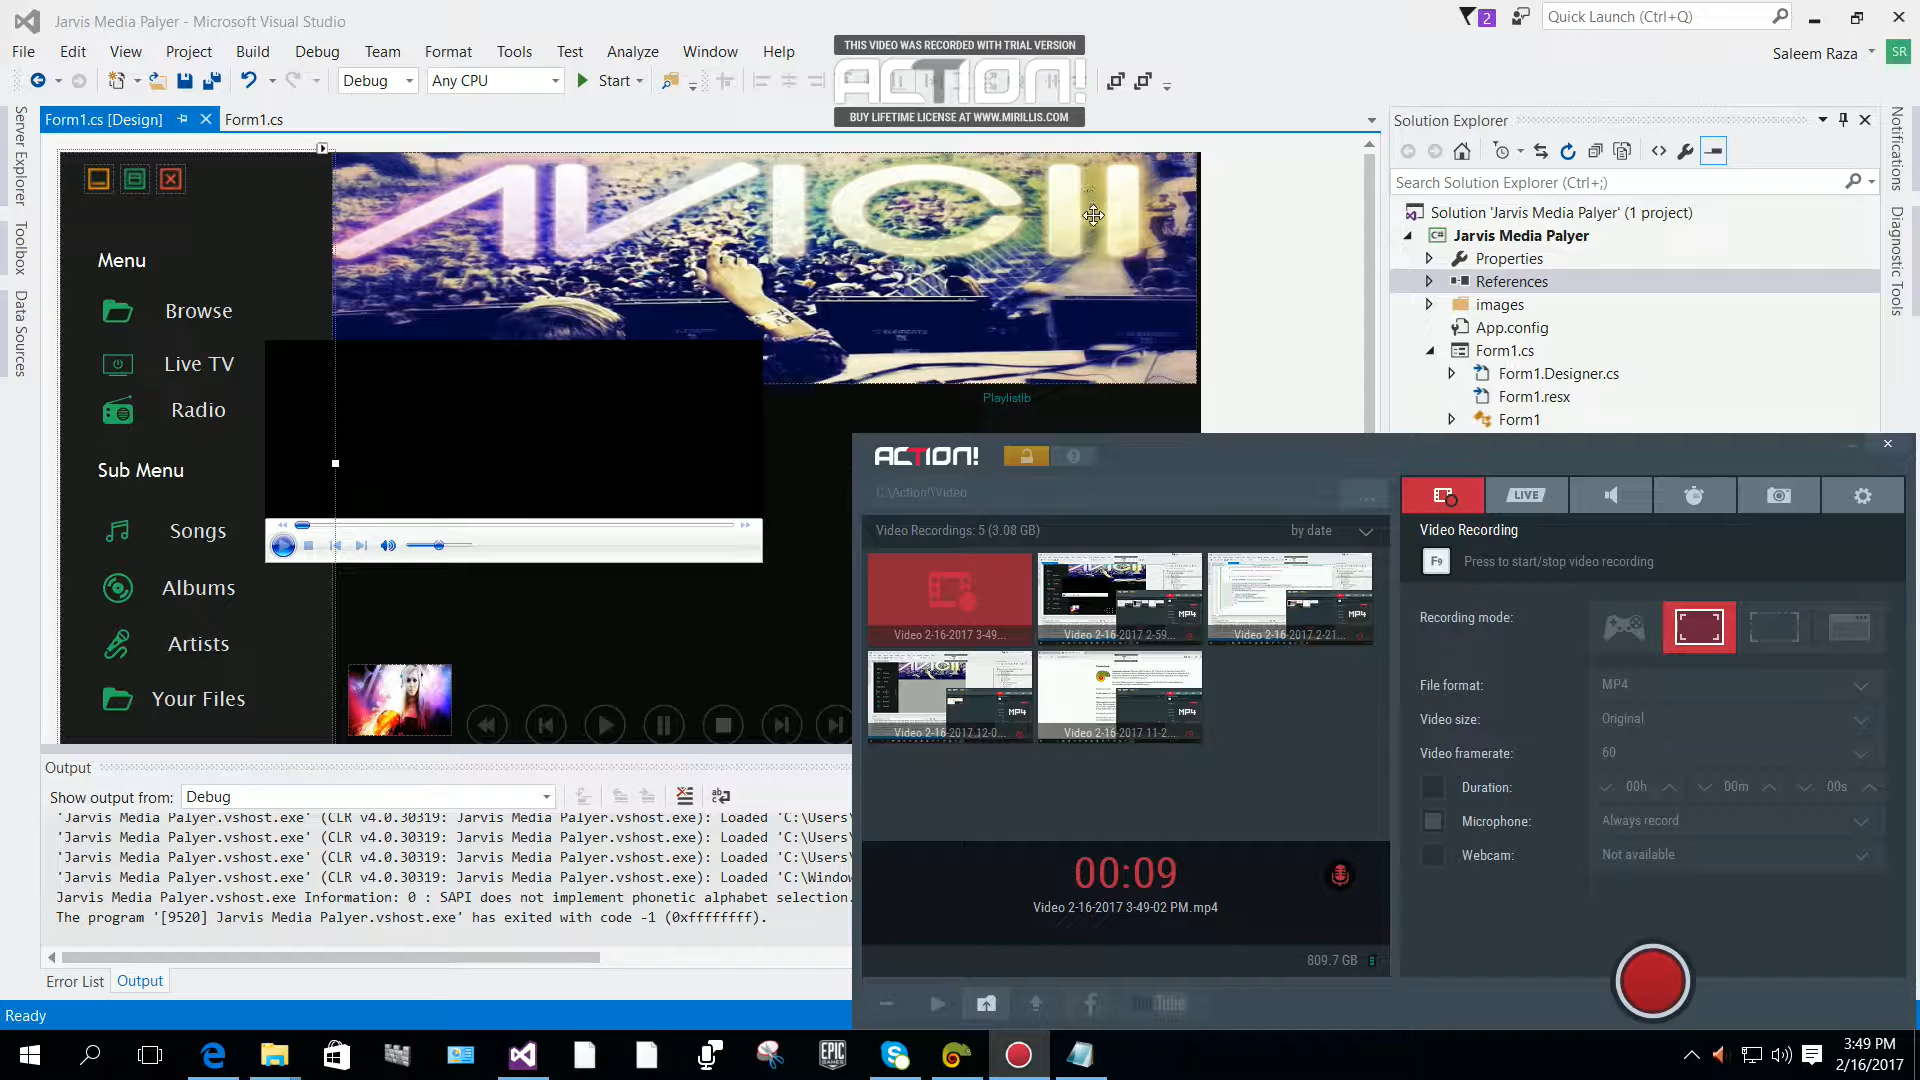 Jarvis Media Palyer - Microsoft Visual Studio
2
Quick Launch (Ctrl+Q)
File Edit View Project Build Debug Team Format Tools Test Analyze Window Help
Saleem Raza
SR
Debug
Any CPU
Start
THIS VIDEO WAS RECORDED WITH TRIAL VERSION
ACTION!
BUY LIFETIME LICENSE AT WWW.MIRILLIS.COM
Server Explorer
Toolbox
Data Sources
Form1.cs [Design]
Form1.cs
AVICII
Menu
Browse
Live TV
Radio
Sub Menu
Songs
Albums
Artists
Your Files
Playlistlb
Solution Explorer
Search Solution Explorer (Ctrl+;)
Solution 'Jarvis Media Palyer' (1 project)
C#
Jarvis Media Palyer
Properties
References
images
App.config
Form1.cs
Form1.Designer.cs
Form1.resx
Form1
Notifications
Diagnostic Tools
ACTION!
C:\Action!\Video
Video Recordings: 5 (3.08 GB)
by date
Video 2-16-2017 3-49...
Video 2-16-2017 2-59...
Video 2-16-2017 2-21...
Video 2-16-2017 12-0...
Video 2-16-2017 11-2...
MP4
MP4
MP4
MP4
00:09
Video 2-16-2017 3-49-02 PM.mp4
809.7 GB
LIVE
Video Recording
F9
Press to start/stop video recording
Recording mode:
File format:
MP4
Video size:
Original
Video framerate:
60
Duration:
00h
00m
00s
Microphone:
Always record
Webcam:
Not available
Output
Show output from:
Debug
'Jarvis Media Palyer.vshost.exe' (CLR v4.0.30319: Jarvis Media Palyer.vshost.exe): Loaded 'C:\Users\
'Jarvis Media Palyer.vshost.exe' (CLR v4.0.30319: Jarvis Media Palyer.vshost.exe): Loaded 'C:\Users\
'Jarvis Media Palyer.vshost.exe' (CLR v4.0.30319: Jarvis Media Palyer.vshost.exe): Loaded 'C:\Users\
'Jarvis Media Palyer.vshost.exe' (CLR v4.0.30319: Jarvis Media Palyer.vshost.exe): Loaded 'C:\Window
Jarvis Media Palyer.vshost.exe Information: 0 : SAPI does not implement phonetic alphabet selection.
The program '[9520] Jarvis Media Palyer.vshost.exe' has exited with code -1 (0xffffffff).
Error List
Output
Ready
EPIC GAMES
3:49 PM
2/16/2017